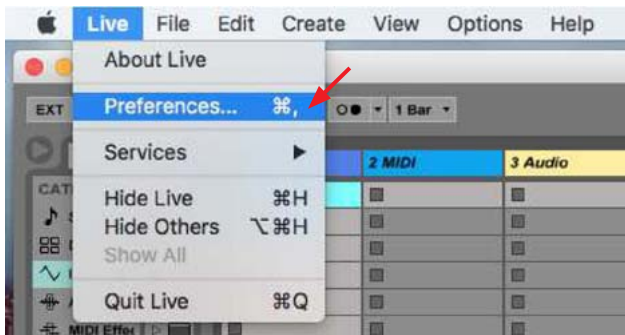 Live File Edit Create View Options Help
About Live
Preferences... ⌘,
EXT 1 Bar
Services
2 MIDI 3 Audio
CAT
Hide Live ⌘H
Hide Others ⌥⌘H
Show All
Quit Live ⌘Q
MIDI Effe